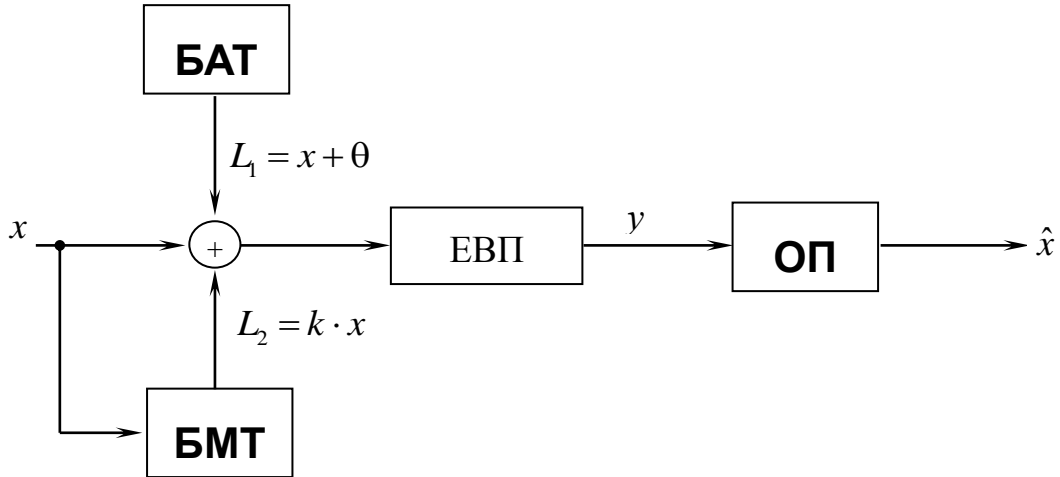 БАТ
L₁ = x + θ
x
+
ЕВП
y
ОП
x̂
L₂ = k · x
БМТ